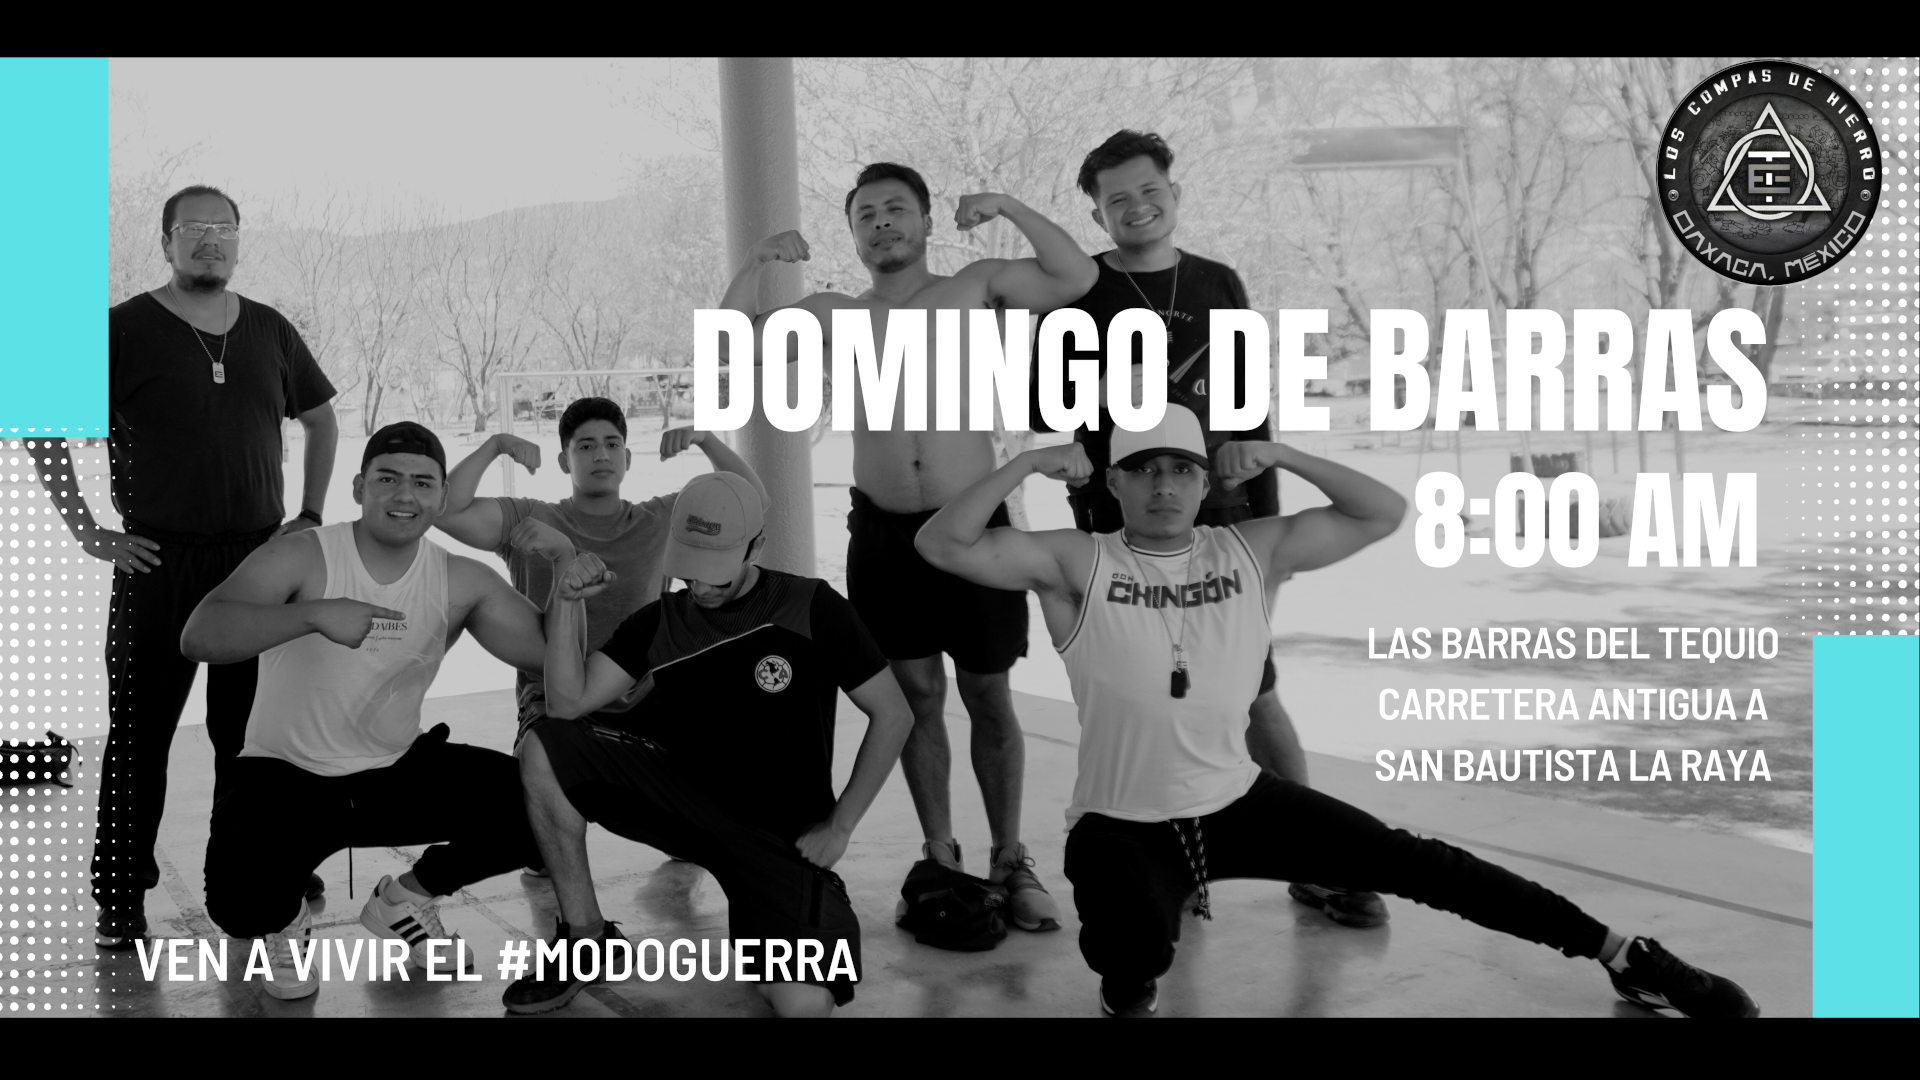 LOS COMPAS DE HIERRO
TE
OAXACA, MEXICO
DOMINGO DE BARRAS
8:00 AM
CHINGÓN
LAS BARRAS DEL TEQUIO
CARRETERA ANTIGUA A
SAN BAUTISTA LA RAYA
VEN A VIVIR EL #MODOGUERRA